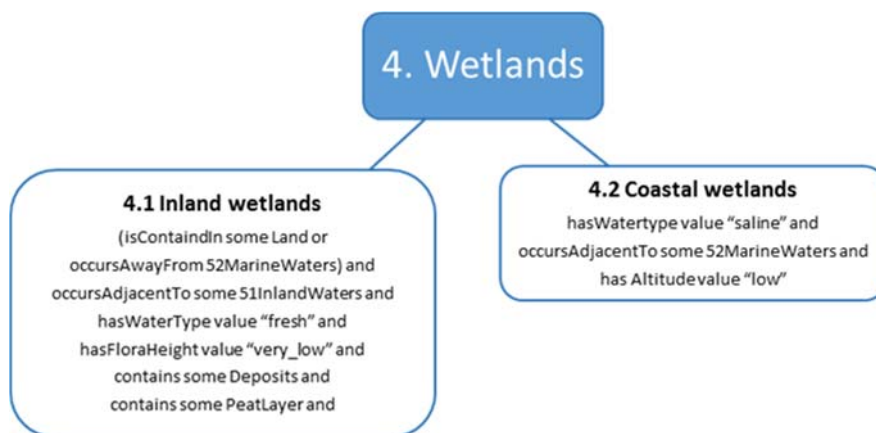 4. Wetlands
4.1 Inland wetlands
(isContaindIn some Land or
occursAwayFrom 52MarineWaters) and
occursAdjacentTo some 51InlandWaters and
hasWaterType value “fresh” and
hasFloraHeight value “very_low” and
contains some Deposits and
contains some PeatLayer and
4.2 Coastal wetlands
hasWatertype value “saline” and
occursAdjacentTo some 52MarineWaters and
has Altitude value “low”